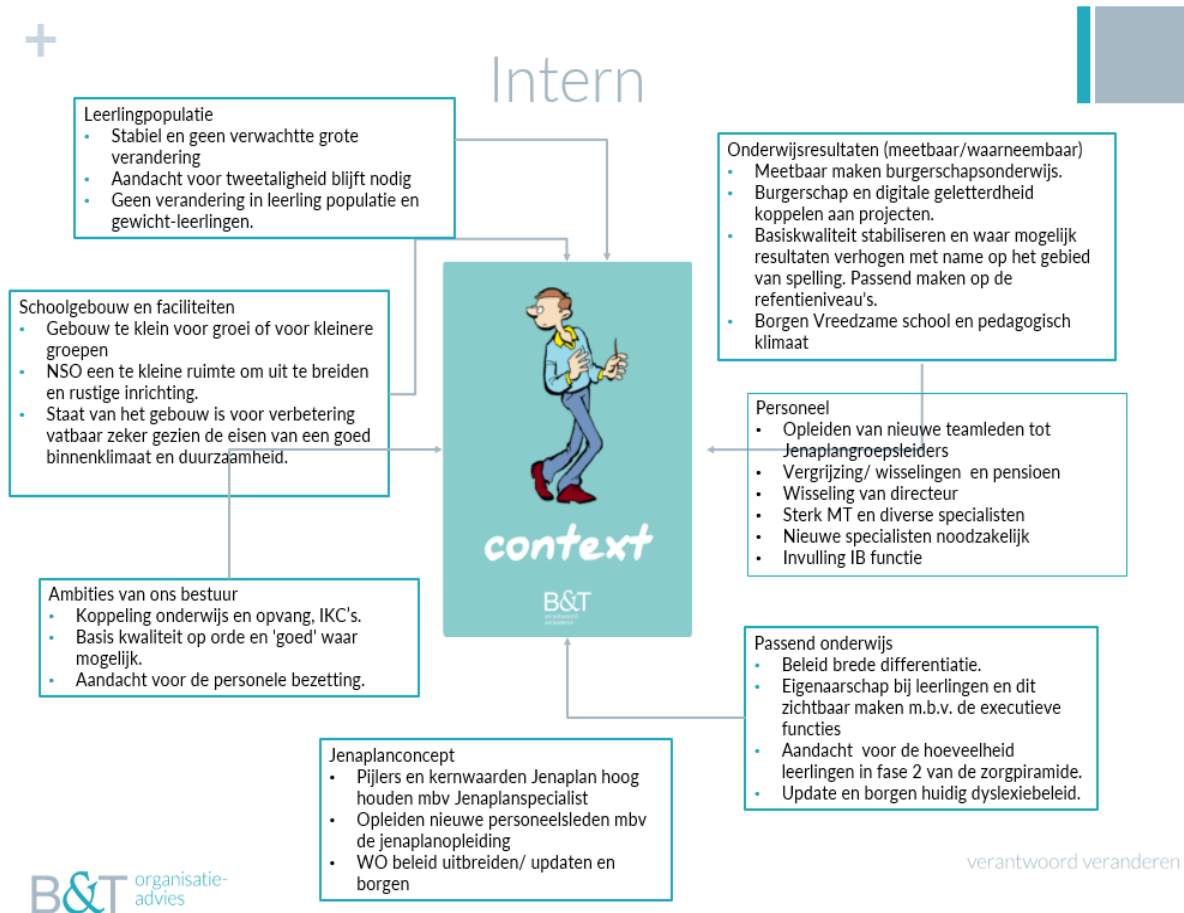 Intern
Leerlingpopulatie
• Stabiel en geen verwachtte grote
verandering
• Aandacht voor tweetaligheid blijft nodig
• Geen verandering in leerling populatie en
gewicht-leerlingen.
Onderwijsresultaten (meetbaar/waarneembaar)
• Meetbaar maken burgerschapsonderwijs.
• Burgerschap en digitale geletterdheid
koppelen aan projecten.
• Basiskwaliteit stabiliseren en waar mogelijk
resultaten verhogen met name op het gebied
van spelling. Passend maken op de
refentieniveau's.
• Borgen Vreedzame school en pedagogisch
klimaat
Schoolgebouw en faciliteiten
• Gebouw te klein voor groei of voor kleinere
groepen
• NSO een te kleine ruimte om uit te breiden
en rustige inrichting.
• Staat van het gebouw is voor verbetering
vatbaar zeker gezien de eisen van een goed
binnenklimaat en duurzaamheid.
Personeel
• Opleiden van nieuwe teamleden tot
Jenaplangroepsleiders
• Vergrijzing/ wisselingen en pensioen
• Wisseling van directeur
• Sterk MT en diverse specialisten
• Nieuwe specialisten noodzakelijk
• Invulling IB functie
context
B&T
verantwoord
veranderen
Ambities van ons bestuur
• Koppeling onderwijs en opvang, IKC's.
• Basis kwaliteit op orde en 'goed' waar
mogelijk.
• Aandacht voor de personele bezetting.
Passend onderwijs
• Beleid brede differentiatie.
• Eigenaarschap bij leerlingen en dit
zichtbaar maken m.b.v. de executieve
functies
• Aandacht voor de hoeveelheid
leerlingen in fase 2 van de zorgpiramide.
• Update en borgen huidig dyslexiebeleid.
Jenaplanconcept
• Pijlers en kernwaarden Jenaplan hoog
houden mbv Jenaplanspecialist
• Opleiden nieuwe personeelsleden mbv
de jenaplanopleiding
• WO beleid uitbreiden/ updaten en
borgen
B&T organisatie-
advies
verantwoord veranderen